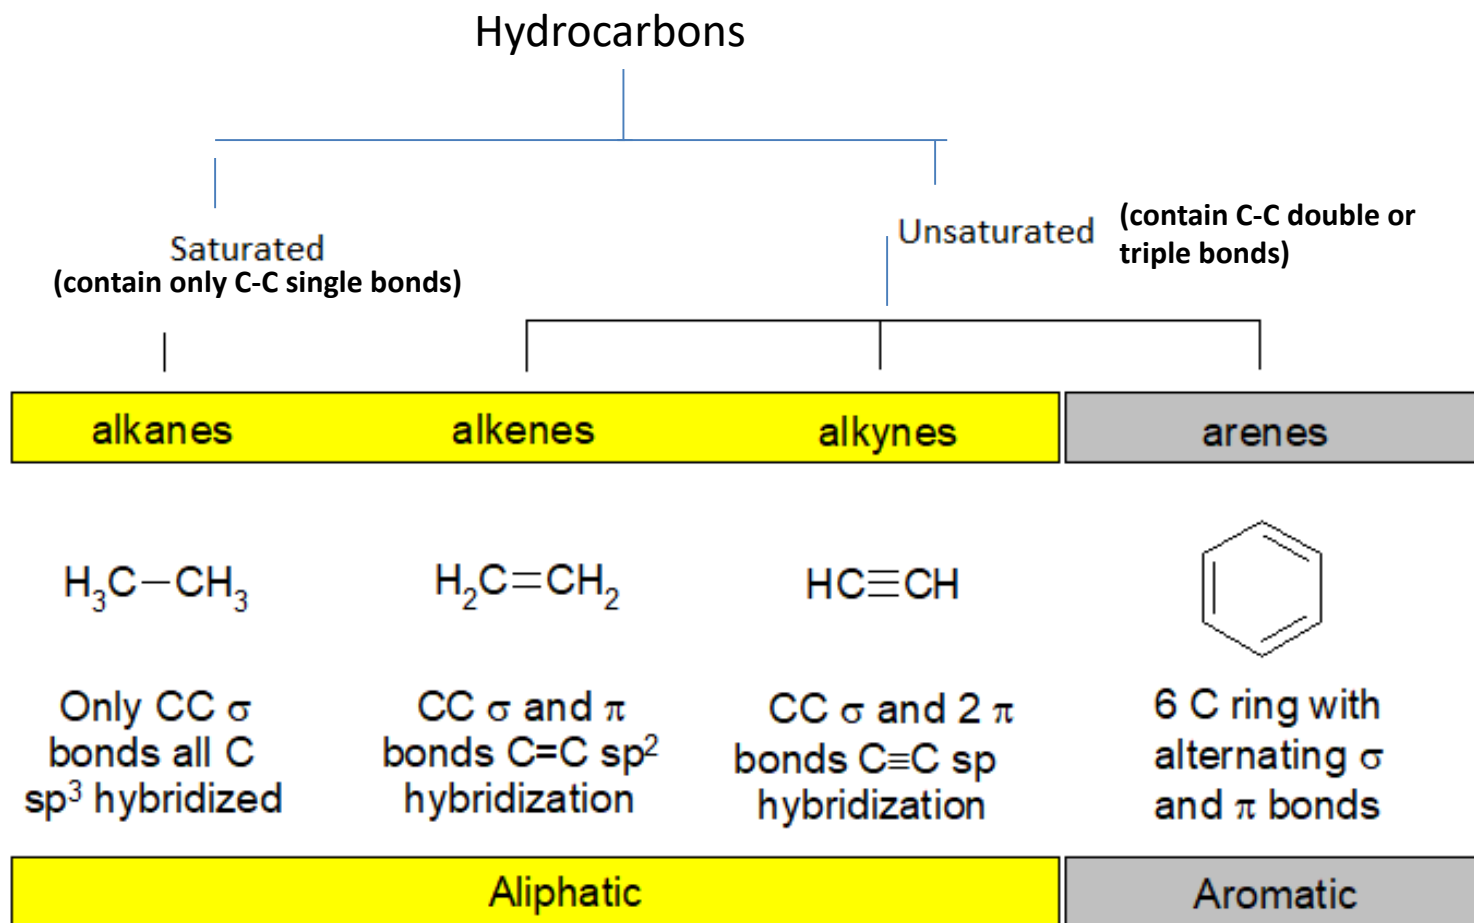 Hydrocarbons
Saturated
(contain only C-C single bonds)
Unsaturated
(contain C-C double or
triple bonds)
alkanes
alkenes
alkynes
arenes
H₃C−CH₃
H₂C=CH₂
HC≡CH
Only CC σ
bonds all C
sp³ hybridized
CC σ and π
bonds C=C sp²
hybridization
CC σ and 2 π
bonds C≡C sp
hybridization
6 C ring with
alternating σ
and π bonds
Aliphatic
Aromatic